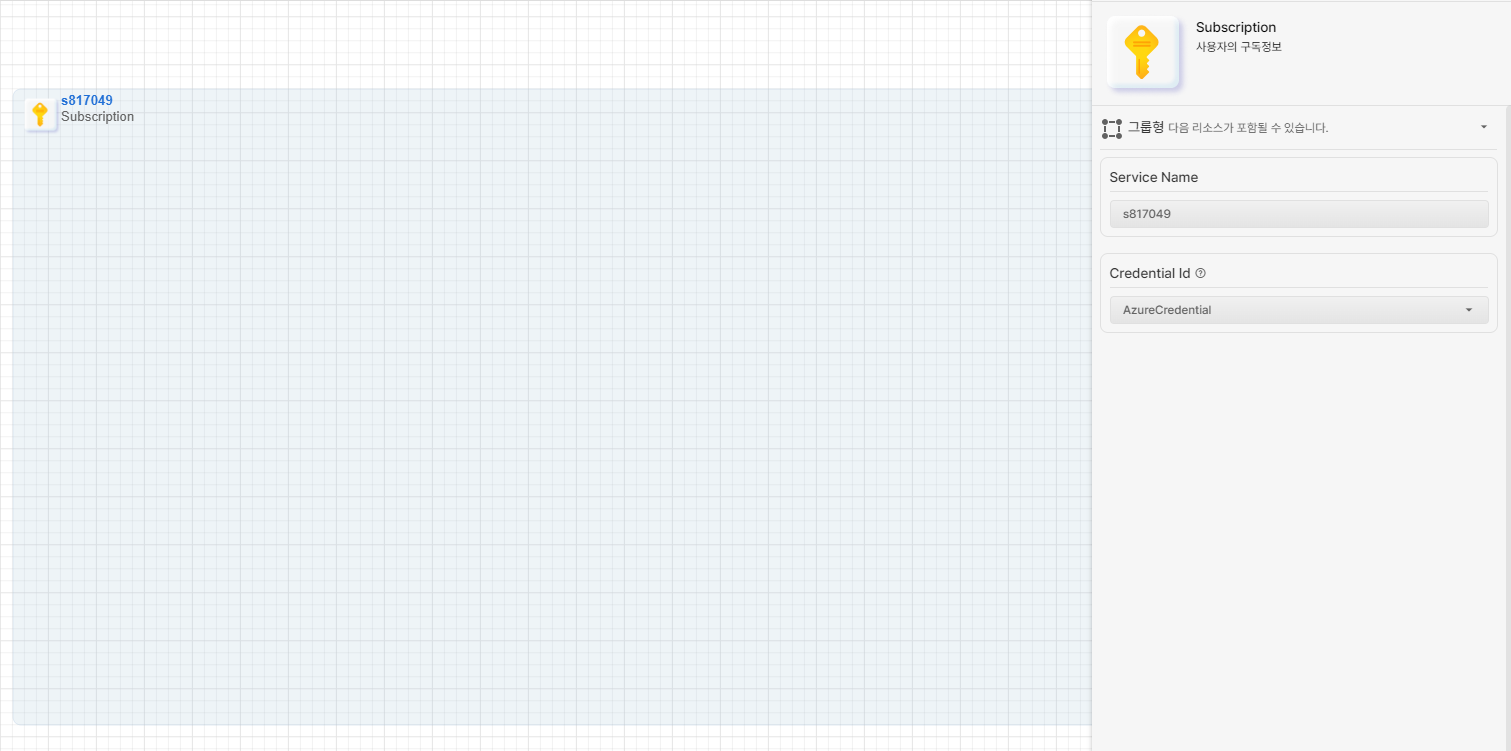 s817049
Subscription
Subscription
사용자의 구독정보
그룹형 다음 리소스가 포함될 수 있습니다.
Service Name
s817049
Credential Id
AzureCredential